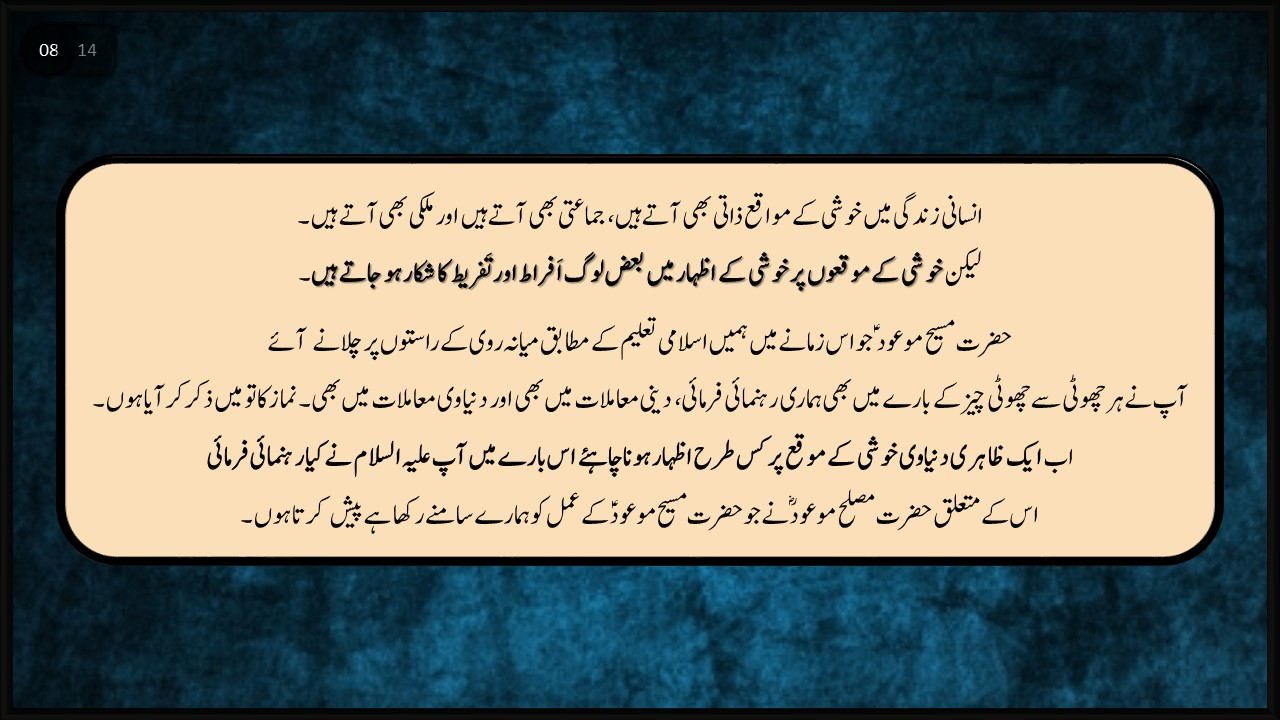 08 14
انسانی زندگی میں خوشی کے مواقع ذاتی بھی آتے ہیں، جماعتی بھی آتے ہیں اور ملکی بھی آتے ہیں۔
لیکن خوشی کے موقعوں پر خوشی کے اظہار میں بعض لوگ اَفراط اور تَفریط کا شکار ہو جاتے ہیں۔
حضرت مسیح موعودؑ جو اس زمانے میں ہمیں اسلامی تعلیم کے مطابق میانہ روی کے راستوں پر چلانے آئے
آپ نے ہر چھوٹی سے چھوٹی چیز کے بارے میں بھی ہماری رہنمائی فرمائی، دینی معاملات میں بھی اور دنیاوی معاملات میں بھی۔ نماز کا تو میں ذکر کر آیا ہوں۔
اب ایک ظاہری دنیاوی خوشی کے موقع پر کس طرح اظہار ہونا چاہئے اس بارے میں آپ علیہ السلام نے کیا رہنمائی فرمائی
اس کے متعلق حضرت مصلح موعودؓ نے جو حضرت مسیح موعودؑ کے عمل کو ہمارے سامنے رکھا ہے پیش کرتا ہوں۔